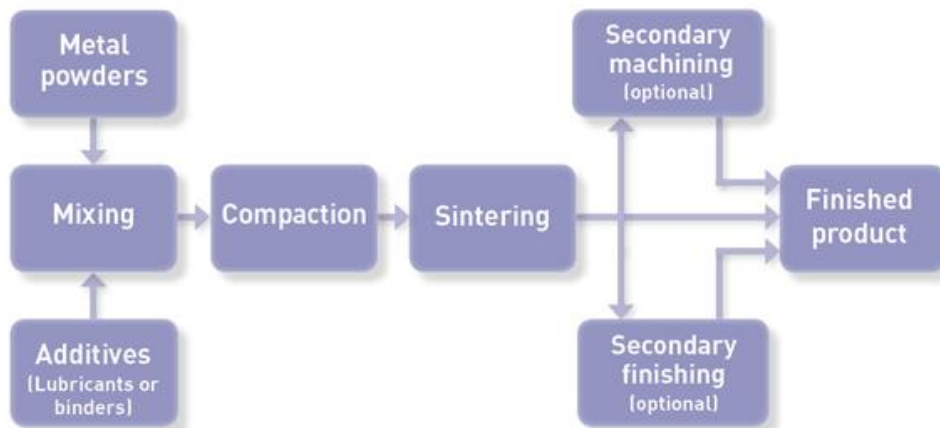 Metal
powders
Mixing
Additives
(Lubricants or
binders)
Compaction
Sintering
Secondary
machining
(optional)
Secondary
finishing
(optional)
Finished
product